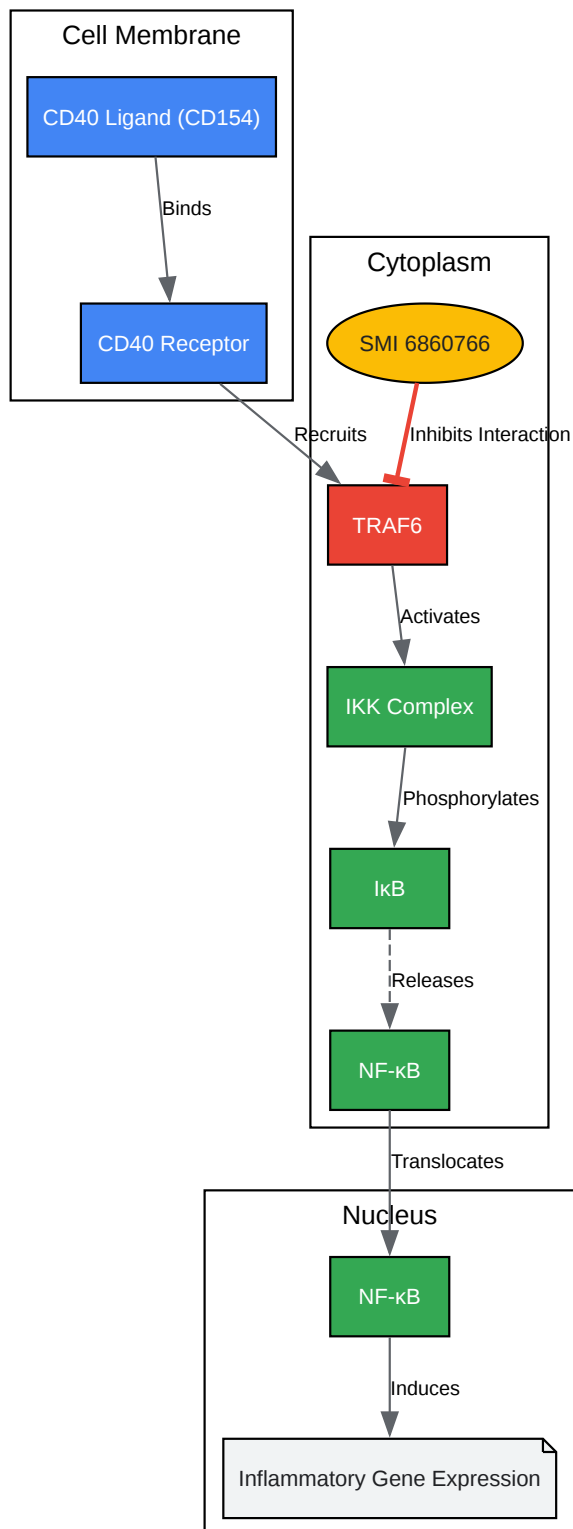 Cell Membrane
CD40 Ligand (CD154)
Binds
CD40 Receptor
Cytoplasm
SMI 6860766
Recruits
Inhibits Interaction
TRAF6
Activates
IKK Complex
Phosphorylates
IκB
Releases
NF-κB
Translocates
Nucleus
NF-κB
Induces
Inflammatory Gene Expression